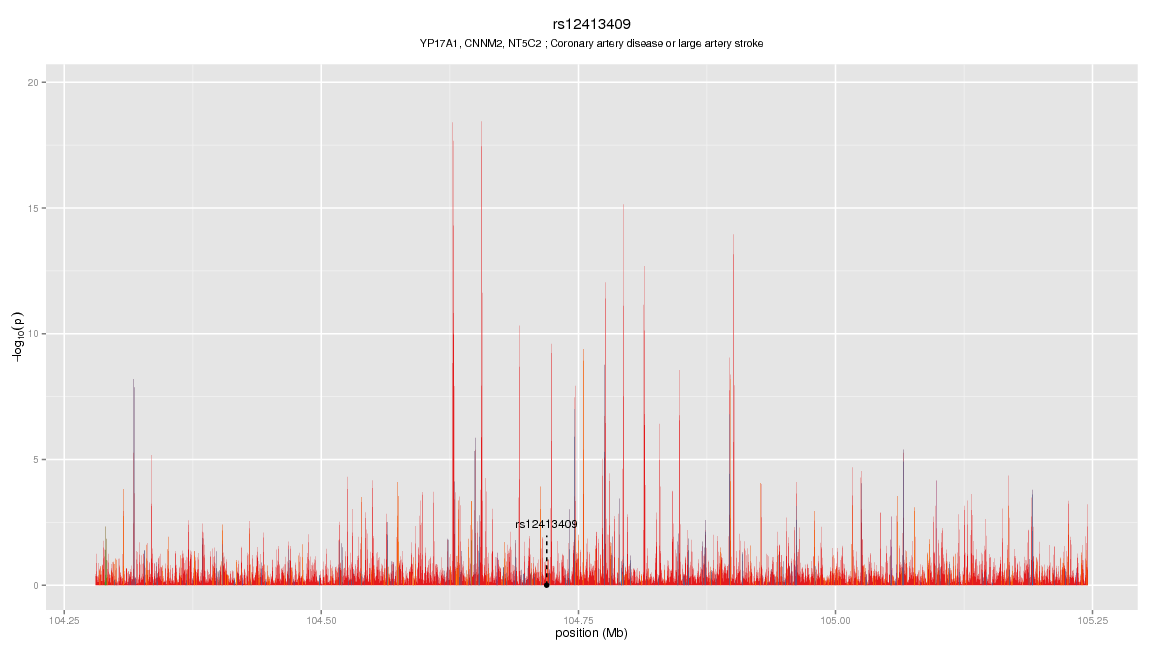 rs12413409
YP17A1, CNNM2, NT5C2 ; Coronary artery disease or large artery stroke
20
15
10
5
0
-log10(p)
rs12413409
104.25 104.50 104.75 105.00 105.25
position (Mb)